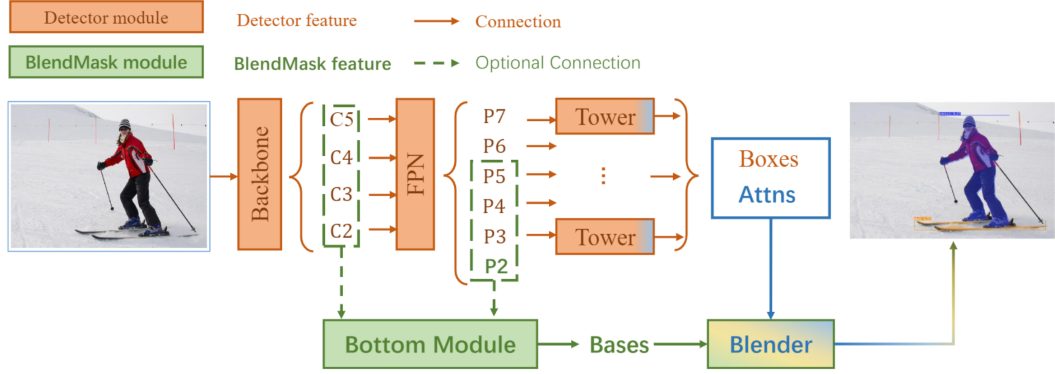 Detector module
Detector feature
Connection
BlendMask module
BlendMask feature
Optional Connection
Backbone
C5
C4
C3
C2
FPN
P7
P6
P5
P4
P3
P2
Tower
...
Tower
Boxes
Attns
Bottom Module
Bases
Blender